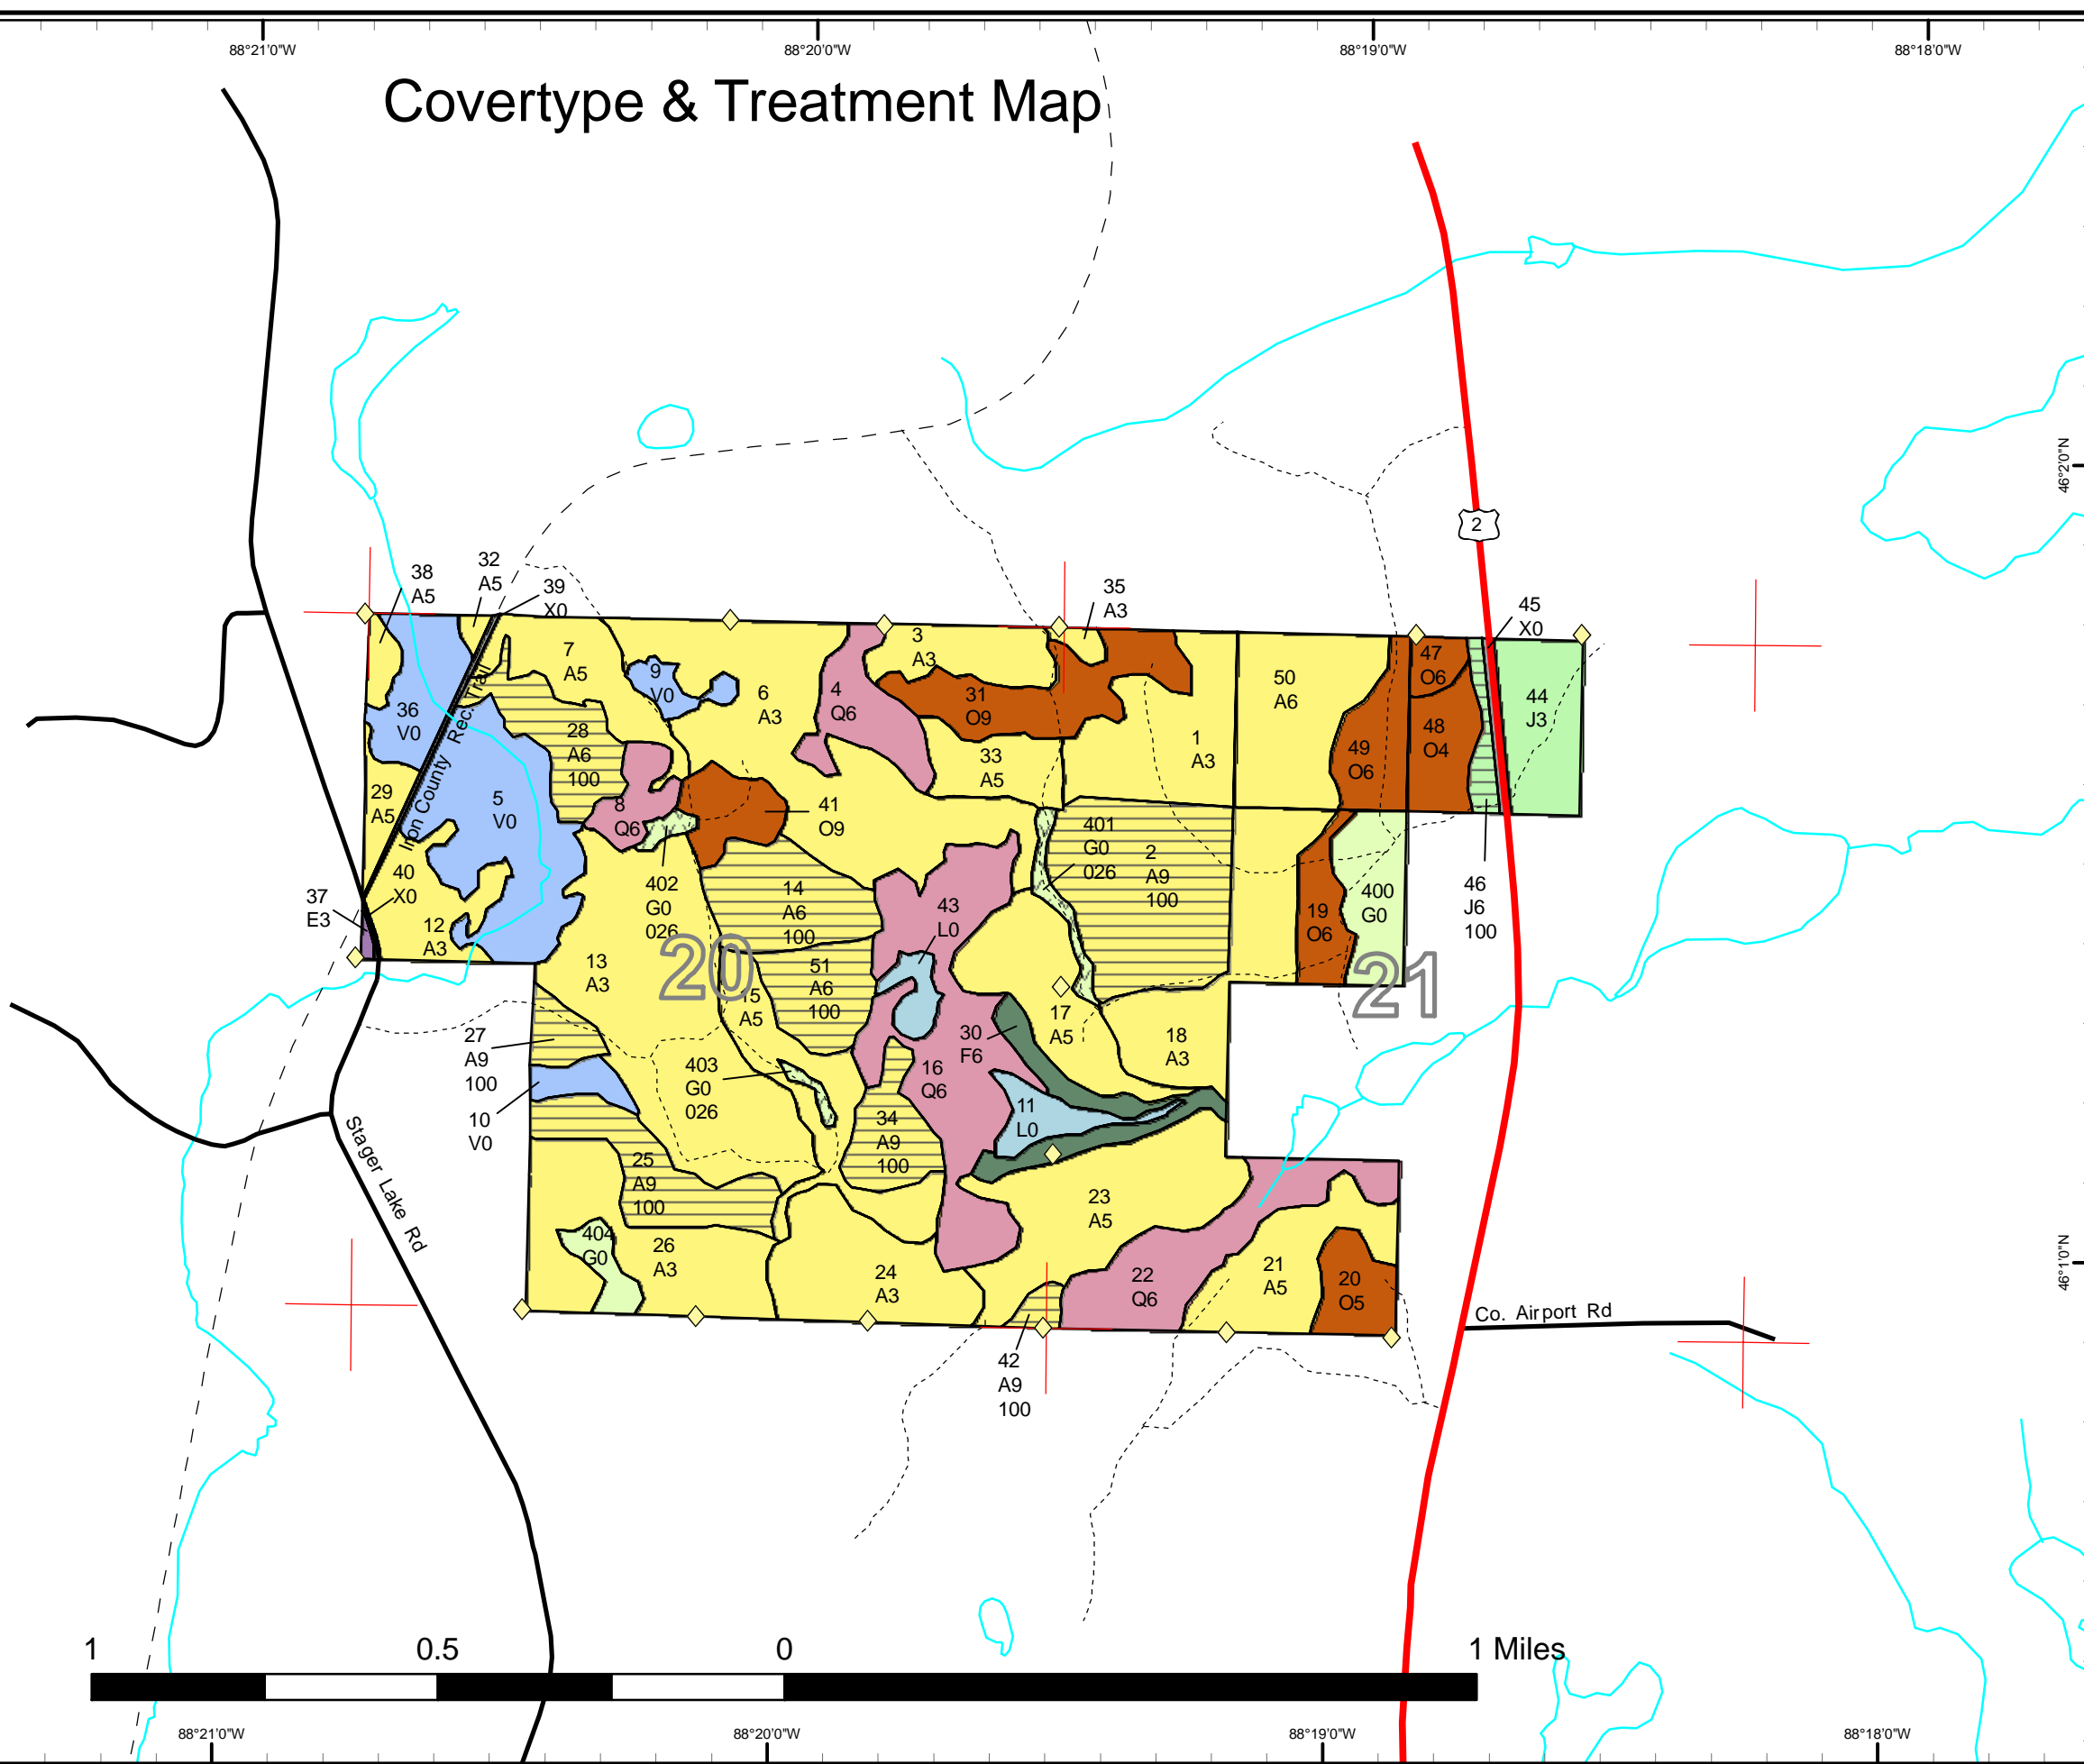 88°21'0"W
88°20'0"W
88°19'0"W
88°18'0"W
Covertype & Treatment Map
46°2'0"N
2
38
A5
32
A5
39
X0
35
A3
45
X0
7
A5
9
V0
6
A3
4
Q6
3
A3
31
O9
33
A5
1
A3
50
A6
47
O6
48
O4
49
O6
44
J3
36
V0
Iron County Rec. Trail
28
A6
100
29
A5
5
V0
8
Q6
41
O9
401
G0
026
2
A9
100
40
X0
37
E3
12
A3
402
G0
026
14
A6
100
43
L0
19
O6
400
G0
46
J6
100
20
21
13
A3
15
A5
51
A6
100
17
A5
18
A3
27
A9
100
10
V0
403
G0
026
30
F6
16
Q6
11
L0
34
A9
100
25
A9
100
23
A5
404
G0
26
A3
24
A3
22
Q6
21
A5
20
O5
42
A9
100
Stager Lake Rd
Co. Airport Rd
46°1'0"N
1
0.5
0
1 Miles
88°21'0"W
88°20'0"W
88°19'0"W
88°18'0"W